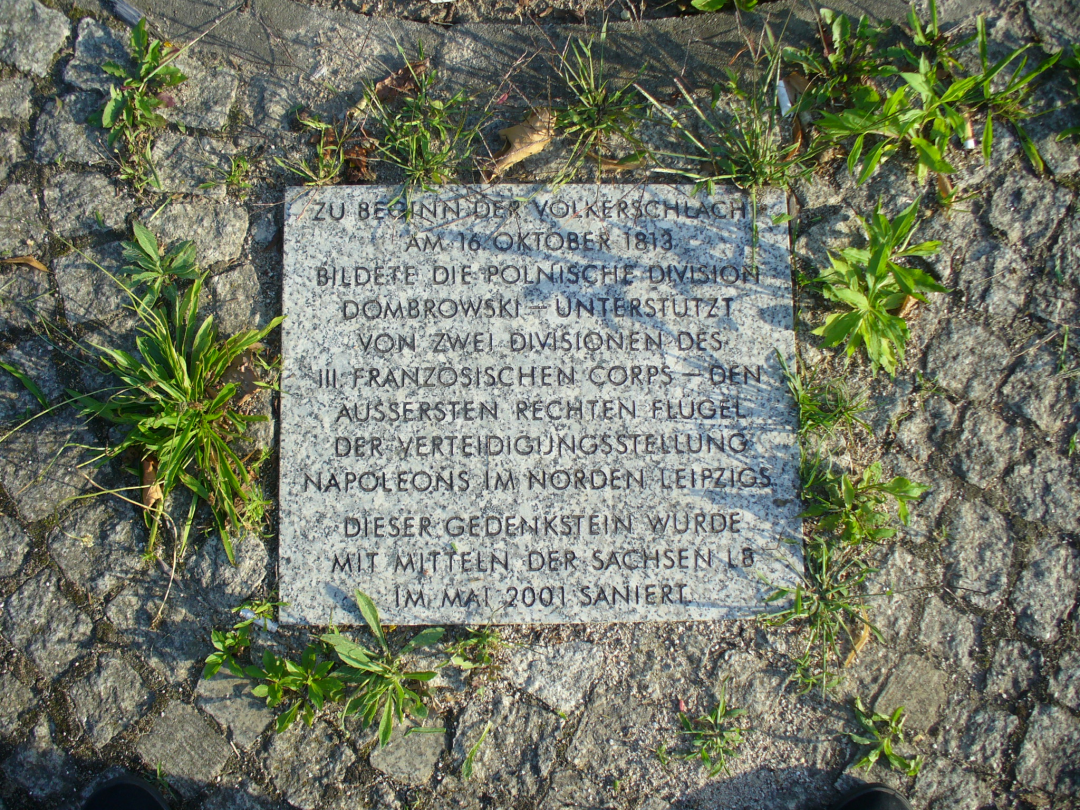 ZU BEGINN DER VÖLKERSCHLACHT
AM 16. OKTOBER 1813
BILDETE DIE POLNISCHE DIVISION
DOMBROWSKI – UNTERSTÜTZT
VON ZWEI DIVISIONEN DES
III. FRANZÖSISCHEN CORPS – DEN
ÄUSSERSTEN RECHTEN FLÜGEL
DER VERTEIDIGUNGSSTELLUNG
NAPOLEONS IM NORDEN LEIPZIGS.
DIESER GEDENKSTEIN WURDE
MIT MITTELN DER SACHSEN LB
IM MAI 2001 SANIERT.